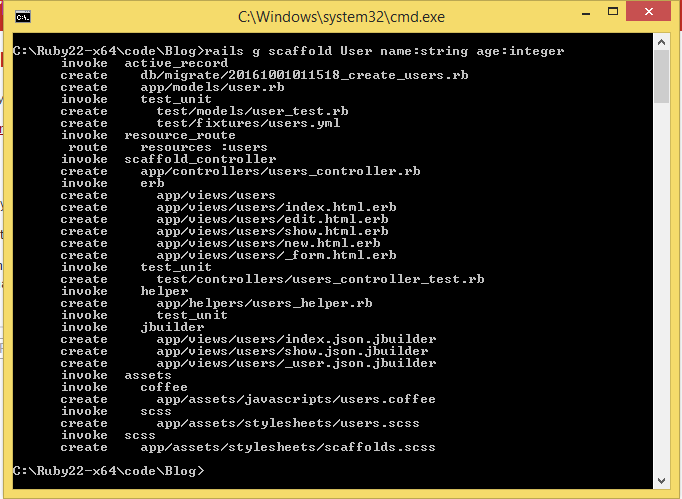 C:\Windows\system32\cmd.exe
C:\Ruby22-x64\code\Blog>rails g scaffold User name:string age:integer
invoke  active_record
create    db/migrate/20161001011518_create_users.rb
create    app/models/user.rb
invoke    test_unit
create      test/models/user_test.rb
create      test/fixtures/users.yml
invoke  resource_route
route    resources :users
invoke  scaffold_controller
create    app/controllers/users_controller.rb
invoke    erb
create      app/views/users
create      app/views/users/index.html.erb
create      app/views/users/edit.html.erb
create      app/views/users/show.html.erb
create      app/views/users/new.html.erb
create      app/views/users/_form.html.erb
invoke    test_unit
create      test/controllers/users_controller_test.rb
invoke    helper
create      app/helpers/users_helper.rb
invoke      test_unit
invoke    jbuilder
create      app/views/users/index.json.jbuilder
create      app/views/users/show.json.jbuilder
create      app/views/users/_user.json.jbuilder
invoke  assets
invoke    coffee
create      app/assets/javascripts/users.coffee
invoke    scss
create      app/assets/stylesheets/users.scss
invoke  scss
create    app/assets/stylesheets/scaffolds.scss
C:\Ruby22-x64\code\Blog>